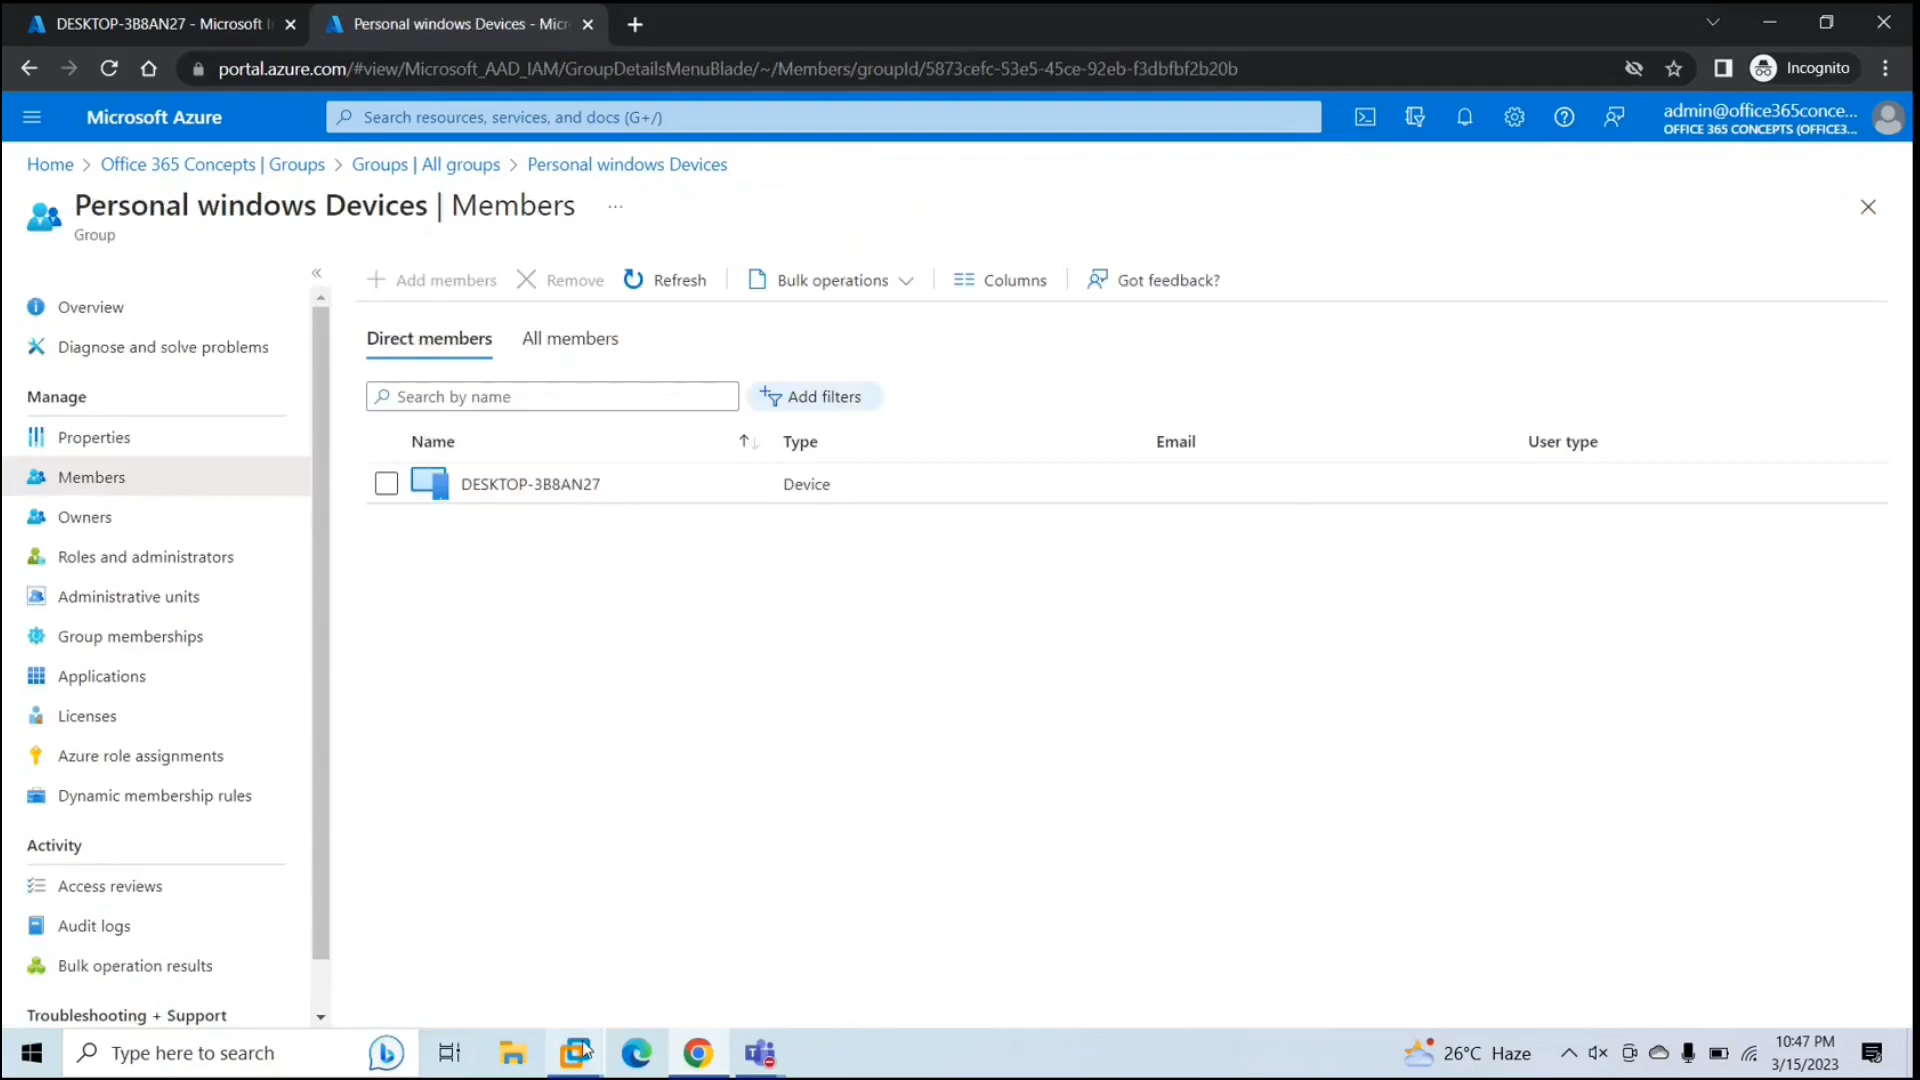 DESKTOP-3B8AN27 - Microsoft I
Personal windows Devices - Micr
portal.azure.com/#view/Microsoft_AAD_IAM/GroupDetailsMenuBlade/~/Members/groupId/5873cefc-53e5-45ce-92eb-f3dbfbf2b20b
Incognito
Microsoft Azure
Search resources, services, and docs (G+/)
admin@office365conce...
OFFICE 365 CONCEPTS (OFFICE3...
Home > Office 365 Concepts | Groups > Groups | All groups > Personal windows Devices
Personal windows Devices | Members ...
Group
Add members Remove Refresh Bulk operations Columns Got feedback?
Overview
Diagnose and solve problems
Manage
Properties
Members
Owners
Roles and administrators
Administrative units
Group memberships
Applications
Licenses
Azure role assignments
Dynamic membership rules
Activity
Access reviews
Audit logs
Bulk operation results
Troubleshooting + Support
Direct members All members
Search by name
Add filters
Name Type Email User type
DESKTOP-3B8AN27 Device
Type here to search
26°C Haze
10:47 PM
3/15/2023